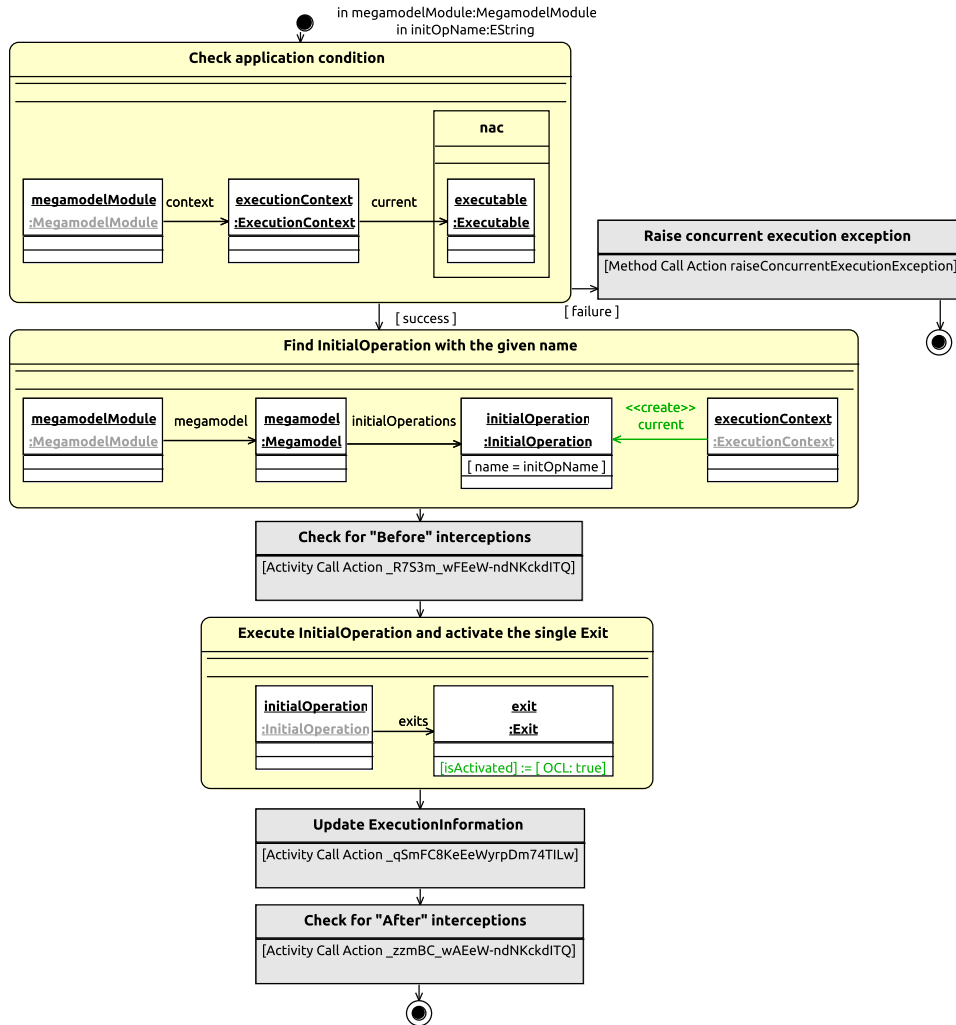 in megamodelModule:MegamodelModule
in initOpName:EString
Check application condition
nac
megamodelModule
:MegamodelModule
context
executionContext
:ExecutionContext
current
executable
:Executable
Raise concurrent execution exception
[Method Call Action raiseConcurrentExecutionException]
[ success ]
[ failure ]
Find InitialOperation with the given name
megamodelModule
:MegamodelModule
megamodel
megamodel
:Megamodel
initialOperations
initialOperation
:InitialOperation
[ name = initOpName ]
<<create>>
current
executionContext
:ExecutionContext
Check for "Before" interceptions
[Activity Call Action _R7S3m_wFEeW-ndNKckdITQ]
Execute InitialOperation and activate the single Exit
initialOperation
:InitialOperation
exits
exit
:Exit
[isActivated] := [ OCL: true]
Update ExecutionInformation
[Activity Call Action _qSmFC8KeEeWyrpDm74TILw]
Check for "After" interceptions
[Activity Call Action _zzmBC_wAEeW-ndNKckdITQ]